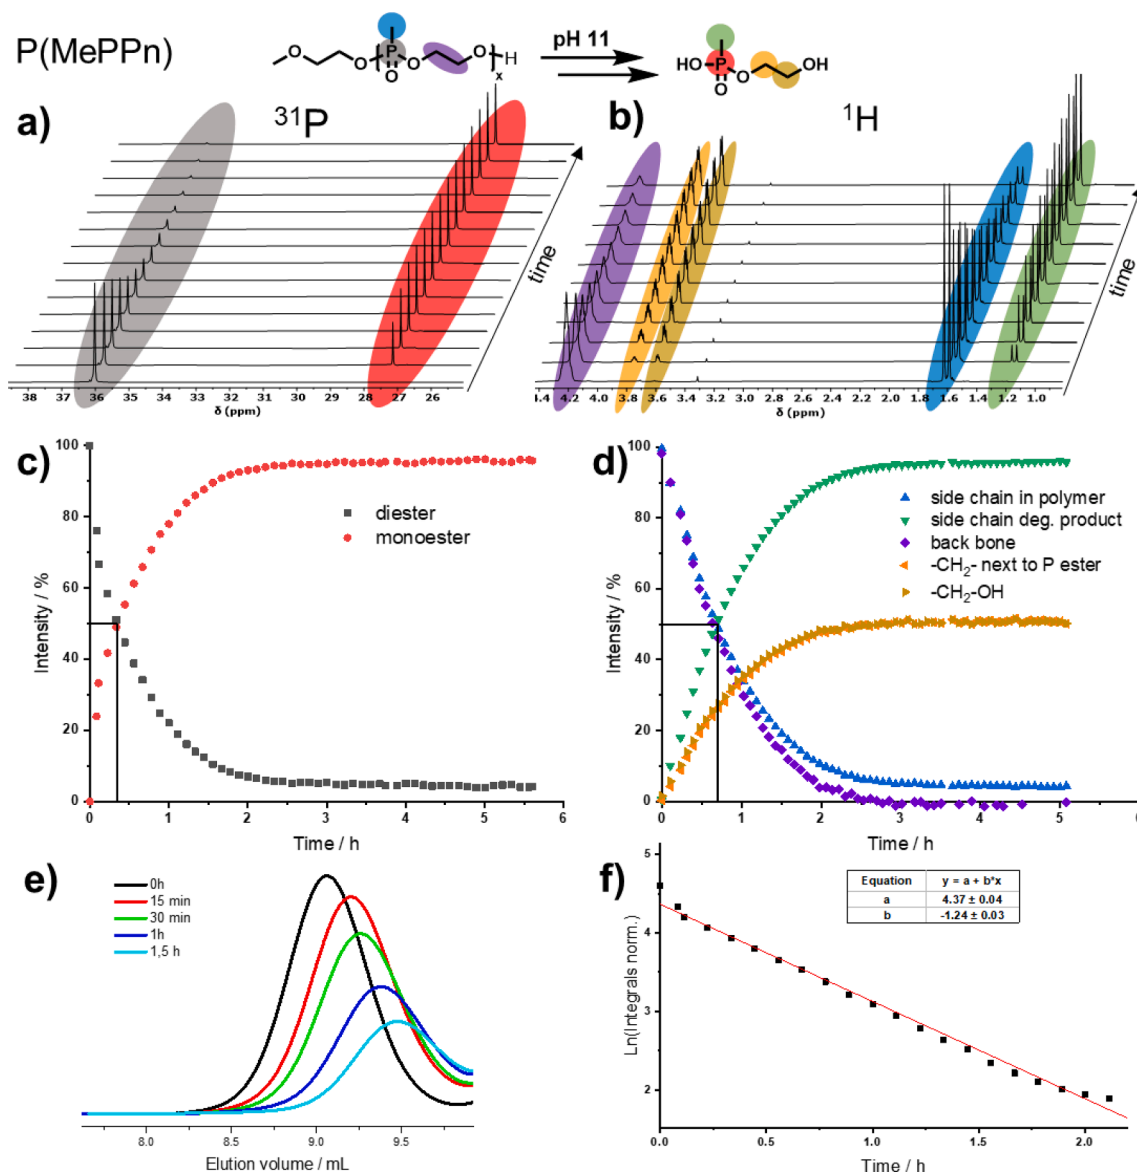 P(MePPn)
O
O
P
O
O
O
H
x
pH 11
HO
P
O
O
OH
a)
31P
time
38 37 36 35 34 33 32 31 30 29 28 27 26 25
δ (ppm)
b)
1H
time
4.4 4.2 4.0 3.8 3.6 3.4 3.2 3.0 2.8 2.6 2.4 2.2 2.0 1.8 1.6 1.4 1.2 1.0
δ (ppm)
c)
100
80
60
40
20
0
Intensity / %
diester
monoester
0 1 2 3 4 5 6
Time / h
d)
100
80
60
40
20
0
Intensity / %
side chain in polymer
side chain deg. product
back bone
-CH2- next to P ester
-CH2-OH
0 1 2 3 4 5
Time / h
e)
0h
15 min
30 min
1h
1,5 h
8.0 8.5 9.0 9.5
Elution volume / mL
f)
5
4
3
2
Ln(Integrals norm.)
Equation y = a + b*x
a 4.37 ± 0.04
b -1.24 ± 0.03
0.0 0.5 1.0 1.5 2.0
Time / h